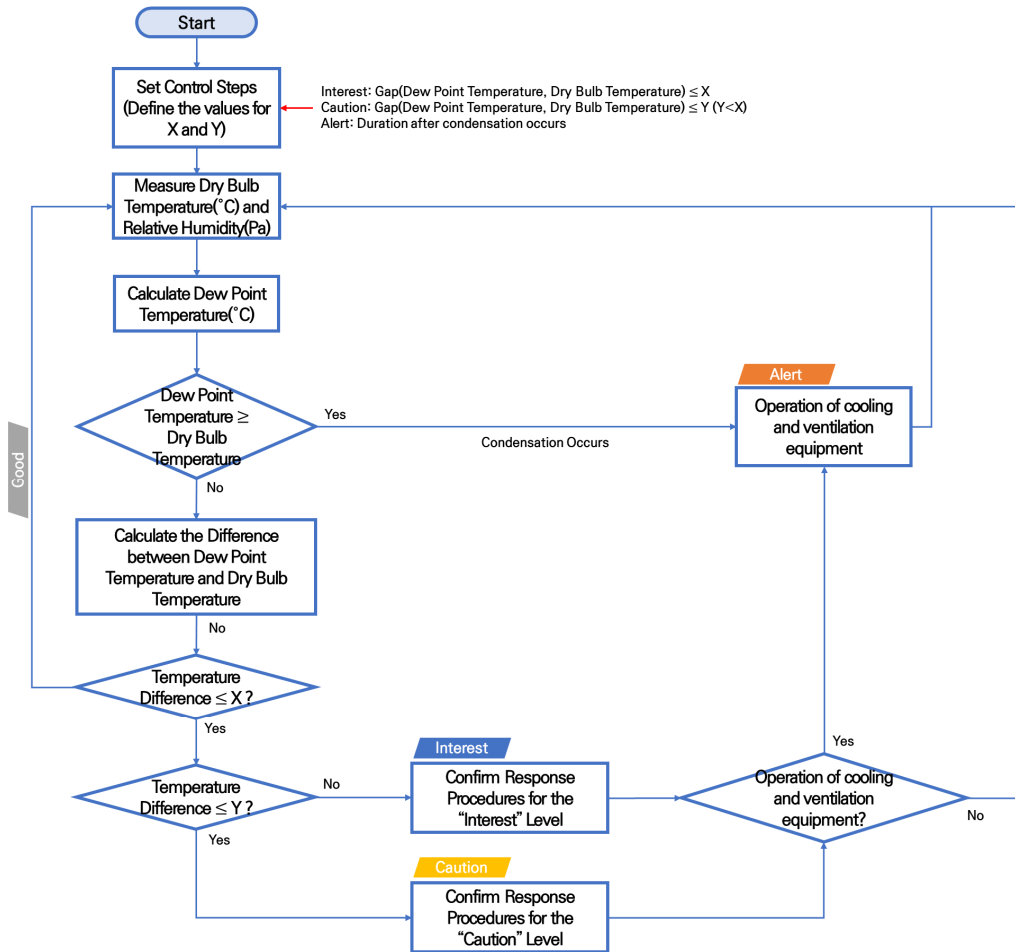 Start
Set Control Steps
(Define the values for
X and Y)
Interest: Gap(Dew Point Temperature, Dry Bulb Temperature) ≤ X
Caution: Gap(Dew Point Temperature, Dry Bulb Temperature) ≤ Y (Y<X)
Alert: Duration after condensation occurs
Measure Dry Bulb
Temperature(°C) and
Relative Humidity(Pa)
Calculate Dew Point
Temperature(°C)
Dew Point
Temperature ≥
Dry Bulb
Temperature
Yes
Condensation Occurs
Alert
Operation of cooling
and ventilation
equipment
No
Good
Calculate the Difference
between Dew Point
Temperature and Dry Bulb
Temperature
No
Temperature
Difference ≤ X ?
Yes
Temperature
Difference ≤ Y ?
No
Yes
Interest
Confirm Response
Procedures for the
“Interest” Level
Yes
Operation of cooling
and ventilation
equipment?
No
Caution
Confirm Response
Procedures for the
“Caution” Level